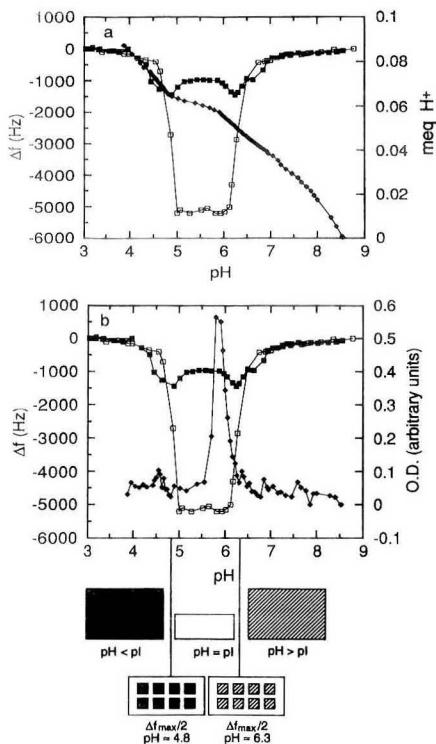 a
1000
0
-1000
-2000
-3000
-4000
-5000
-6000
Δf (Hz)
3 4 5 6 7 8 9
pH
0.1
0.08
0.06
0.04
0.02
0
meq H+
b
1000
0
-1000
-2000
-3000
-4000
-5000
-6000
Δf (Hz)
3 4 5 6 7 8 9
pH
0.6
0.5
0.4
0.3
0.2
0.1
0
-0.1
O.D. (arbitrary units)
pH < pI
pH = pI
pH > pI
Δfmax/2
pH ≈ 4.8
Δfmax/2
pH ≈ 6.3